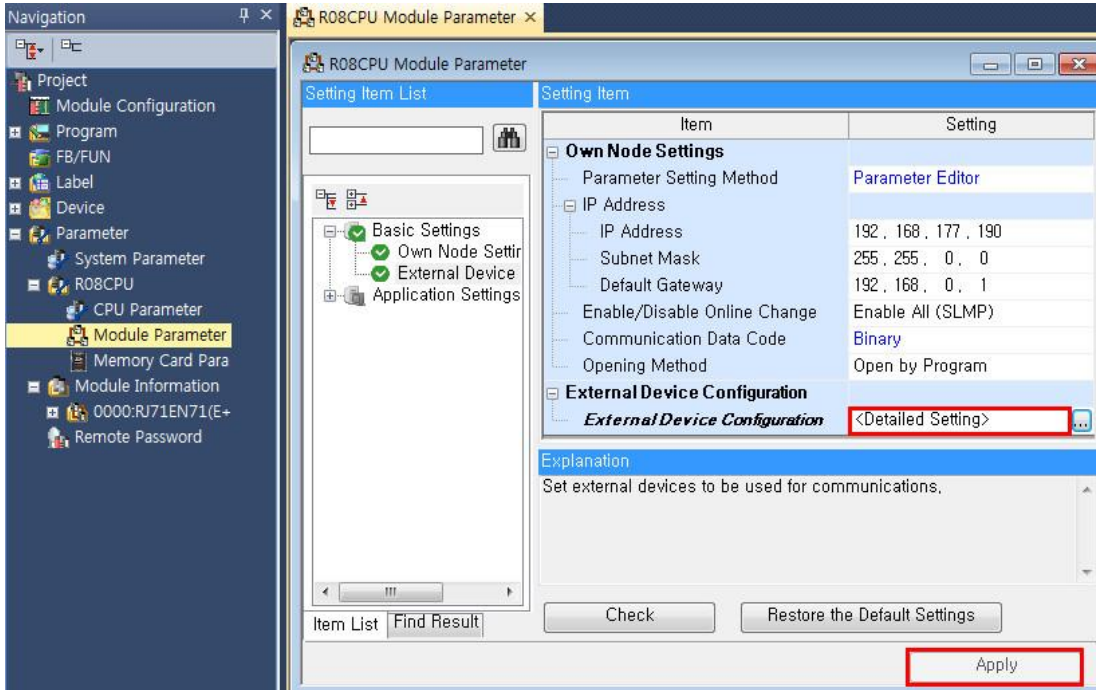 Navigation
Project
Module Configuration
Program
FB/FUN
Label
Device
Parameter
System Parameter
R08CPU
CPU Parameter
Module Parameter
Memory Card Para
Module Information
0000:RJ71EN71(E+
Remote Password
R08CPU Module Parameter
R08CPU Module Parameter
Setting Item List
Basic Settings
Own Node Settir
External Device
Application Settings
Item List Find Result
Setting Item
Item Setting
Own Node Settings
Parameter Setting Method Parameter Editor
IP Address
IP Address 192 . 168 . 177 . 190
Subnet Mask 255 . 255 . 0 . 0
Default Gateway 192 . 168 . 0 . 1
Enable/Disable Online Change Enable All (SLMP)
Communication Data Code Binary
Opening Method Open by Program
External Device Configuration
External Device Configuration <Detailed Setting> ...
Explanation
Set external devices to be used for communications.
Check Restore the Default Settings
Apply